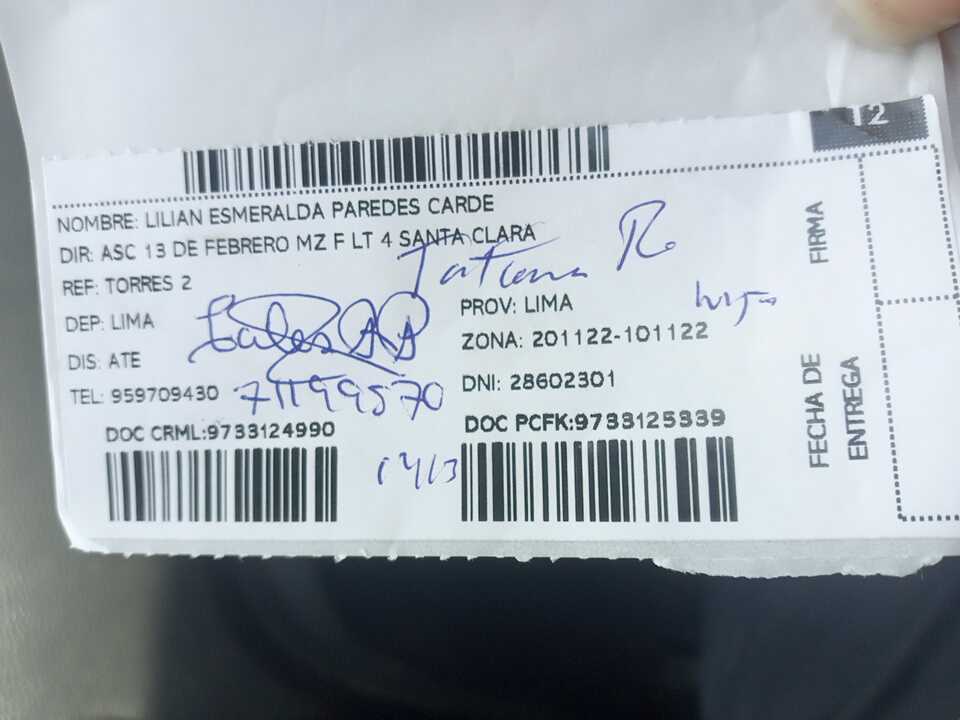 T2
NOMBRE: LILIAN ESMERALDA PAREDES CARDE
DIR: ASC 13 DE FEBRERO MZ F LT 4 SANTA CLARA
REF: TORRES 2
DEP: LIMA
PROV: LIMA
DIS: ATE
ZONA: 201122-101122
TEL: 959709430
DNI: 28602301
71199570
DOC CRML:9733124990
DOC PCFK:9733125339
FIRMA
FECHA DE
ENTREGA